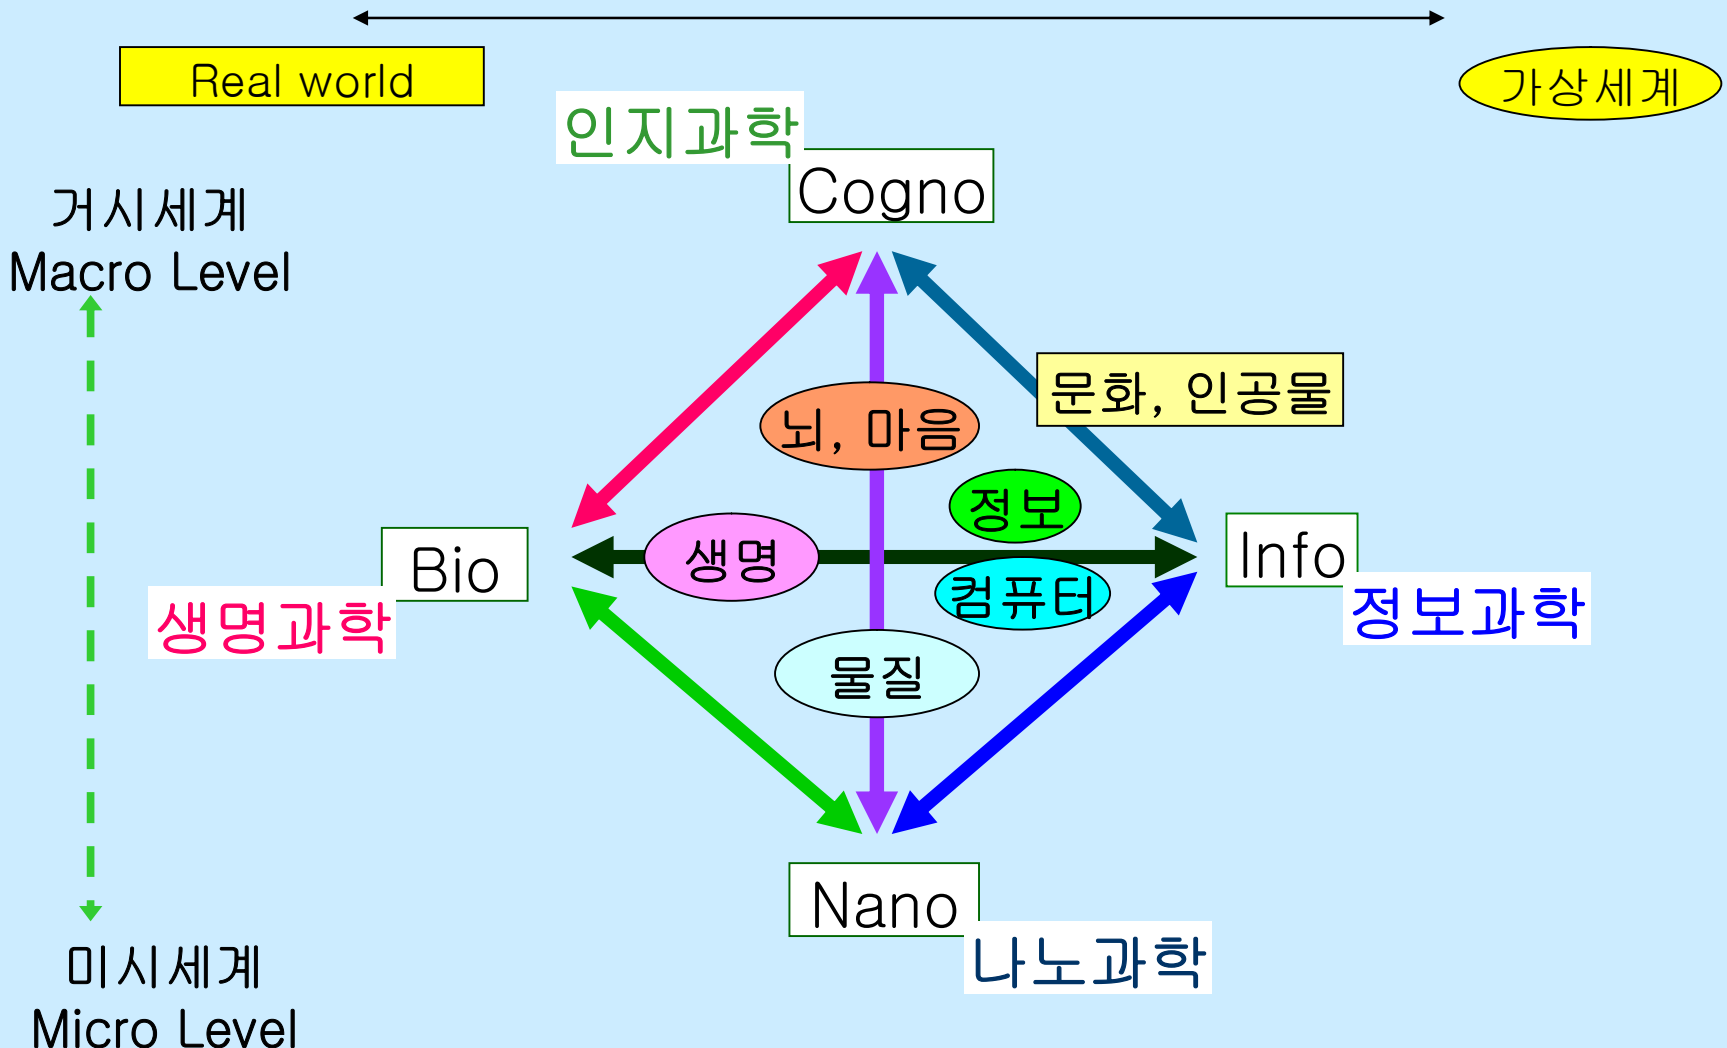 Real world
가상세계
인지과학
Cogno
거시세계
Macro Level
문화, 인공물
뇌, 마음
정보
생명
Bio
Info
컴퓨터
생명과학
정보과학
물질
Nano
나노과학
미시세계
Micro Level